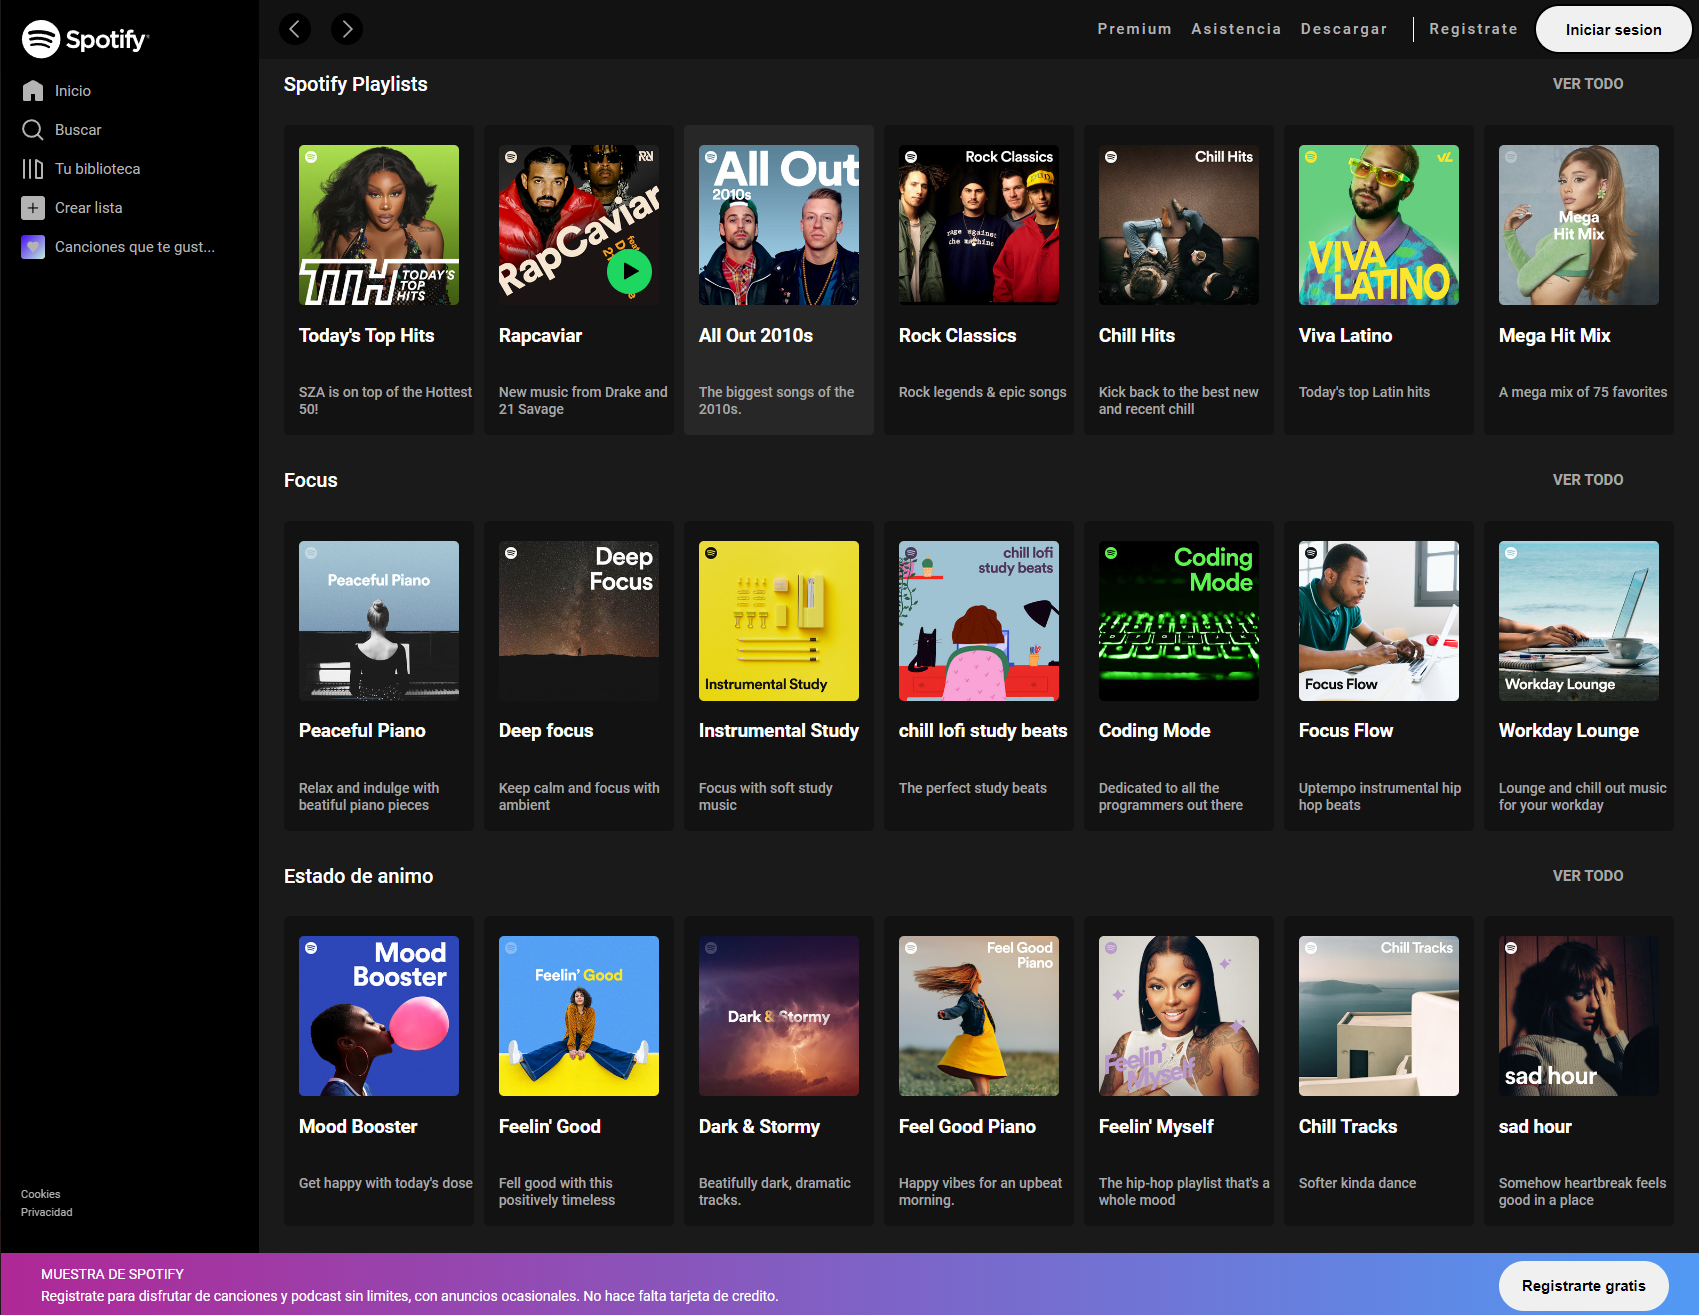 Spotify
Inicio
Buscar
Tu biblioteca
Crear lista
Canciones que te gust...
Cookies
Privacidad
Premium
Asistencia
Descargar
Registrate
Iniciar sesion
Spotify Playlists
VER TODO
TTH TODAY'S
TOP
HITS
RapCaviar
All Out
2010s
Rock Classics
rage against
the machine
Chill Hits
VIVA
LATINO
Mega
Hit Mix
Today's Top Hits
Rapcaviar
All Out 2010s
Rock Classics
Chill Hits
Viva Latino
Mega Hit Mix
SZA is on top of the Hottest
50!
New music from Drake and
21 Savage
The biggest songs of the
2010s.
Rock legends & epic songs
Kick back to the best new
and recent chill
Today's top Latin hits
A mega mix of 75 favorites
Focus
VER TODO
Peaceful Piano
Deep
Focus
Instrumental Study
chill lofi
study beats
Coding
Mode
Focus Flow
Workday Lounge
Peaceful Piano
Deep focus
Instrumental Study
chill lofi study beats
Coding Mode
Focus Flow
Workday Lounge
Relax and indulge with
beatiful piano pieces
Keep calm and focus with
ambient
Focus with soft study
music
The perfect study beats
Dedicated to all the
programmers out there
Uptempo instrumental hip
hop beats
Lounge and chill out music
for your workday
Estado de animo
VER TODO
Mood
Booster
Feelin' Good
Dark & Stormy
Feel Good
Piano
Feelin'
Myself
Chill Tracks
sad hour
Mood Booster
Feelin' Good
Dark & Stormy
Feel Good Piano
Feelin' Myself
Chill Tracks
sad hour
Get happy with today's dose
Fell good with this
positively timeless
Beatifully dark, dramatic
tracks.
Happy vibes for an upbeat
morning.
The hip-hop playlist that's a
whole mood
Softer kinda dance
Somehow heartbreak feels
good in a place
MUESTRA DE SPOTIFY
Registrate para disfrutar de canciones y podcast sin limites, con anuncios ocasionales. No hace falta tarjeta de credito.
Registrarte gratis